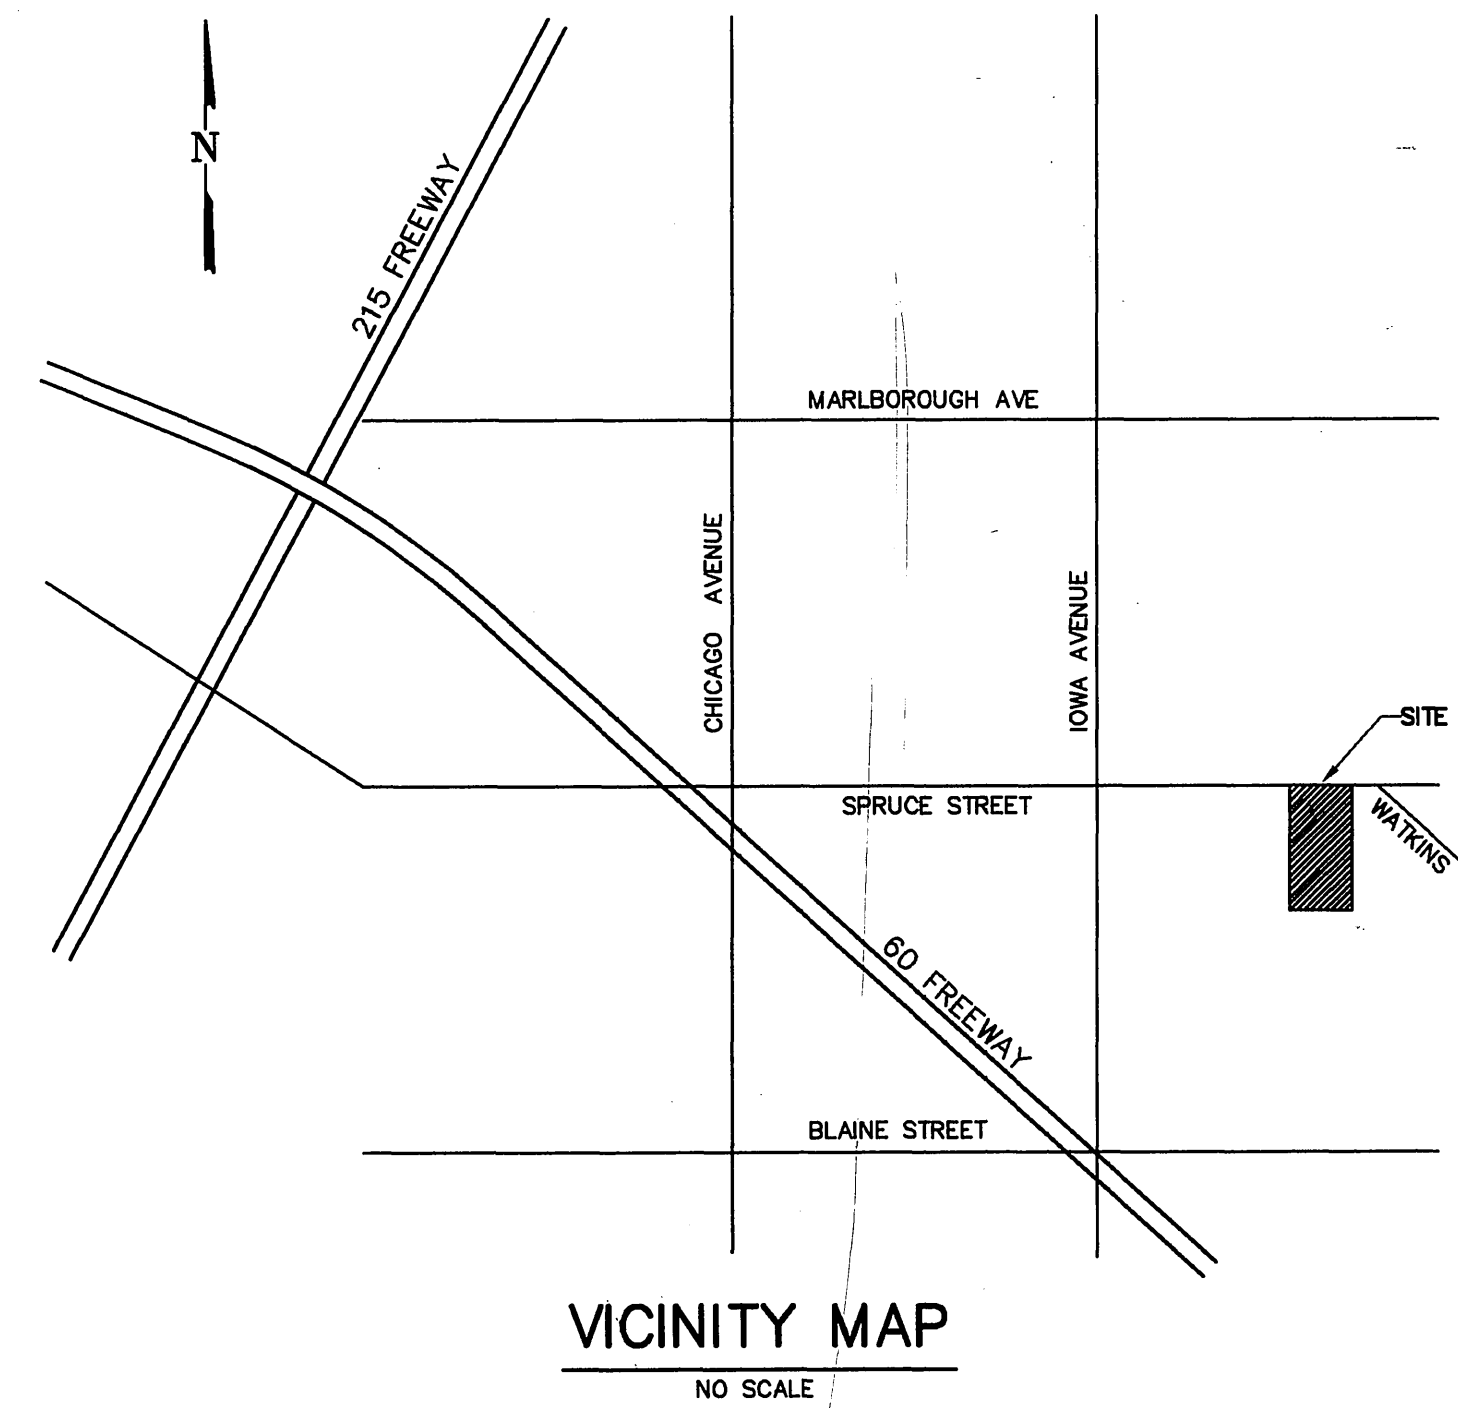 N
215 FREEWAY
MARLBOROUGH AVE
CHICAGO AVENUE
IOWA AVENUE
SITE
SPRUCE STREET
WATKINS
60 FREEWAY
BLAINE STREET
VICINITY MAP
NO SCALE